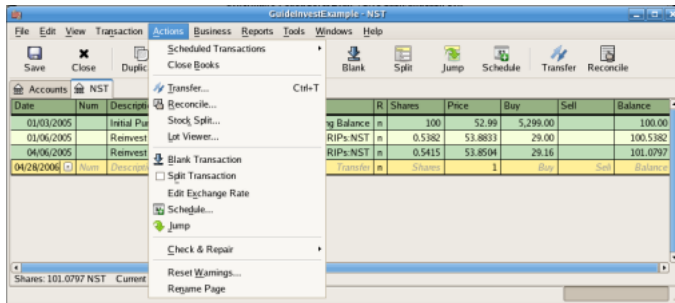 GuideInvestExample - NST
File Edit View Transaction Actions Business Reports Tools Windows Help
Save Close Duplic Blank Split Jump Schedule Transfer Reconcile
Scheduled Transactions
Close Books
Transfer... Ctrl+T
Reconcile...
Stock Split...
Lot Viewer...
Blank Transaction
Split Transaction
Edit Exchange Rate
Schedule...
Jump
Check & Repair
Reset Warnings...
Rename Page
Accounts NST
Date Num Descripti R Shares Price Buy Sell Balance
01/03/2005 Initial Pur ng Balance n 100 52.99 5,299.00 100.00
01/06/2005 Reinvest RIPs:NST n 0.5382 53.8833 29.00 100.5382
04/06/2005 Reinvest RIPs:NST n 0.5415 53.8504 29.16 101.0797
04/28/2006 Num Descripti Transfer n Shares 1 Buy Sell Balance
Shares: 101.0797 NST Current